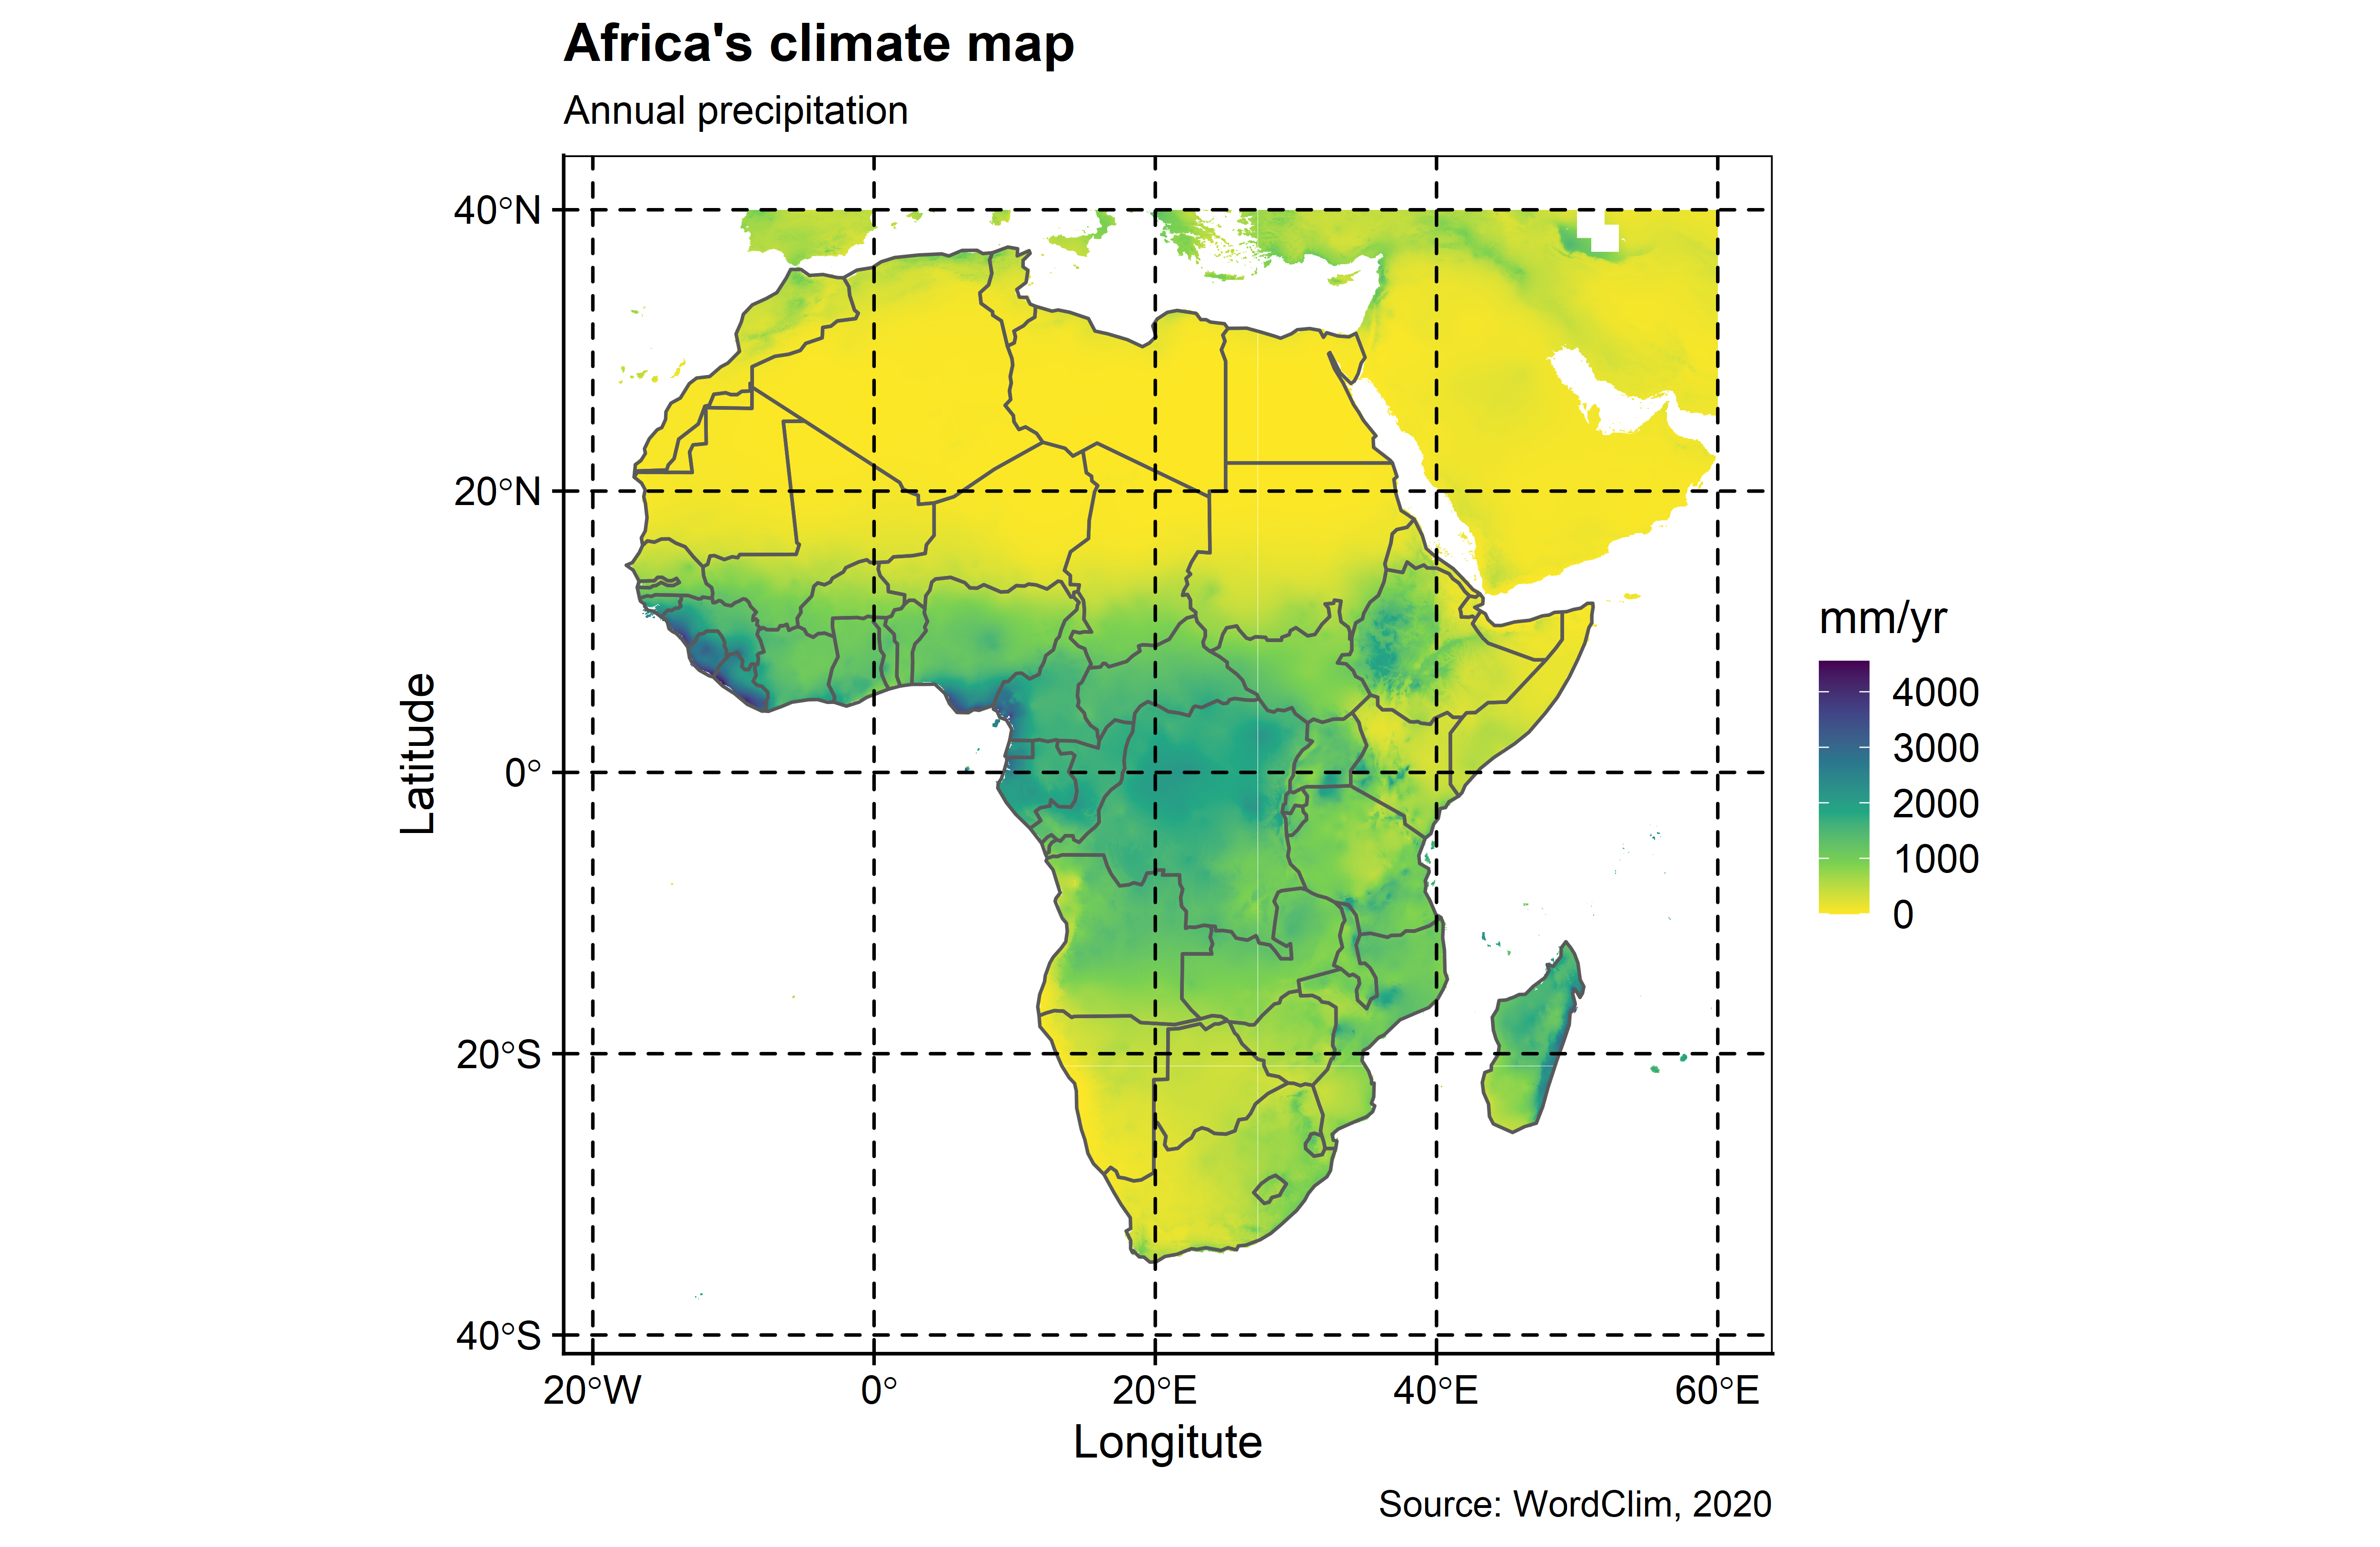 Africa's climate map
Annual precipitation
40°N
20°N
0°
20°S
40°S
Latitude
20°W 0° 20°E 40°E 60°E
Longitute
mm/yr
4000
3000
2000
1000
0
Source: WordClim, 2020